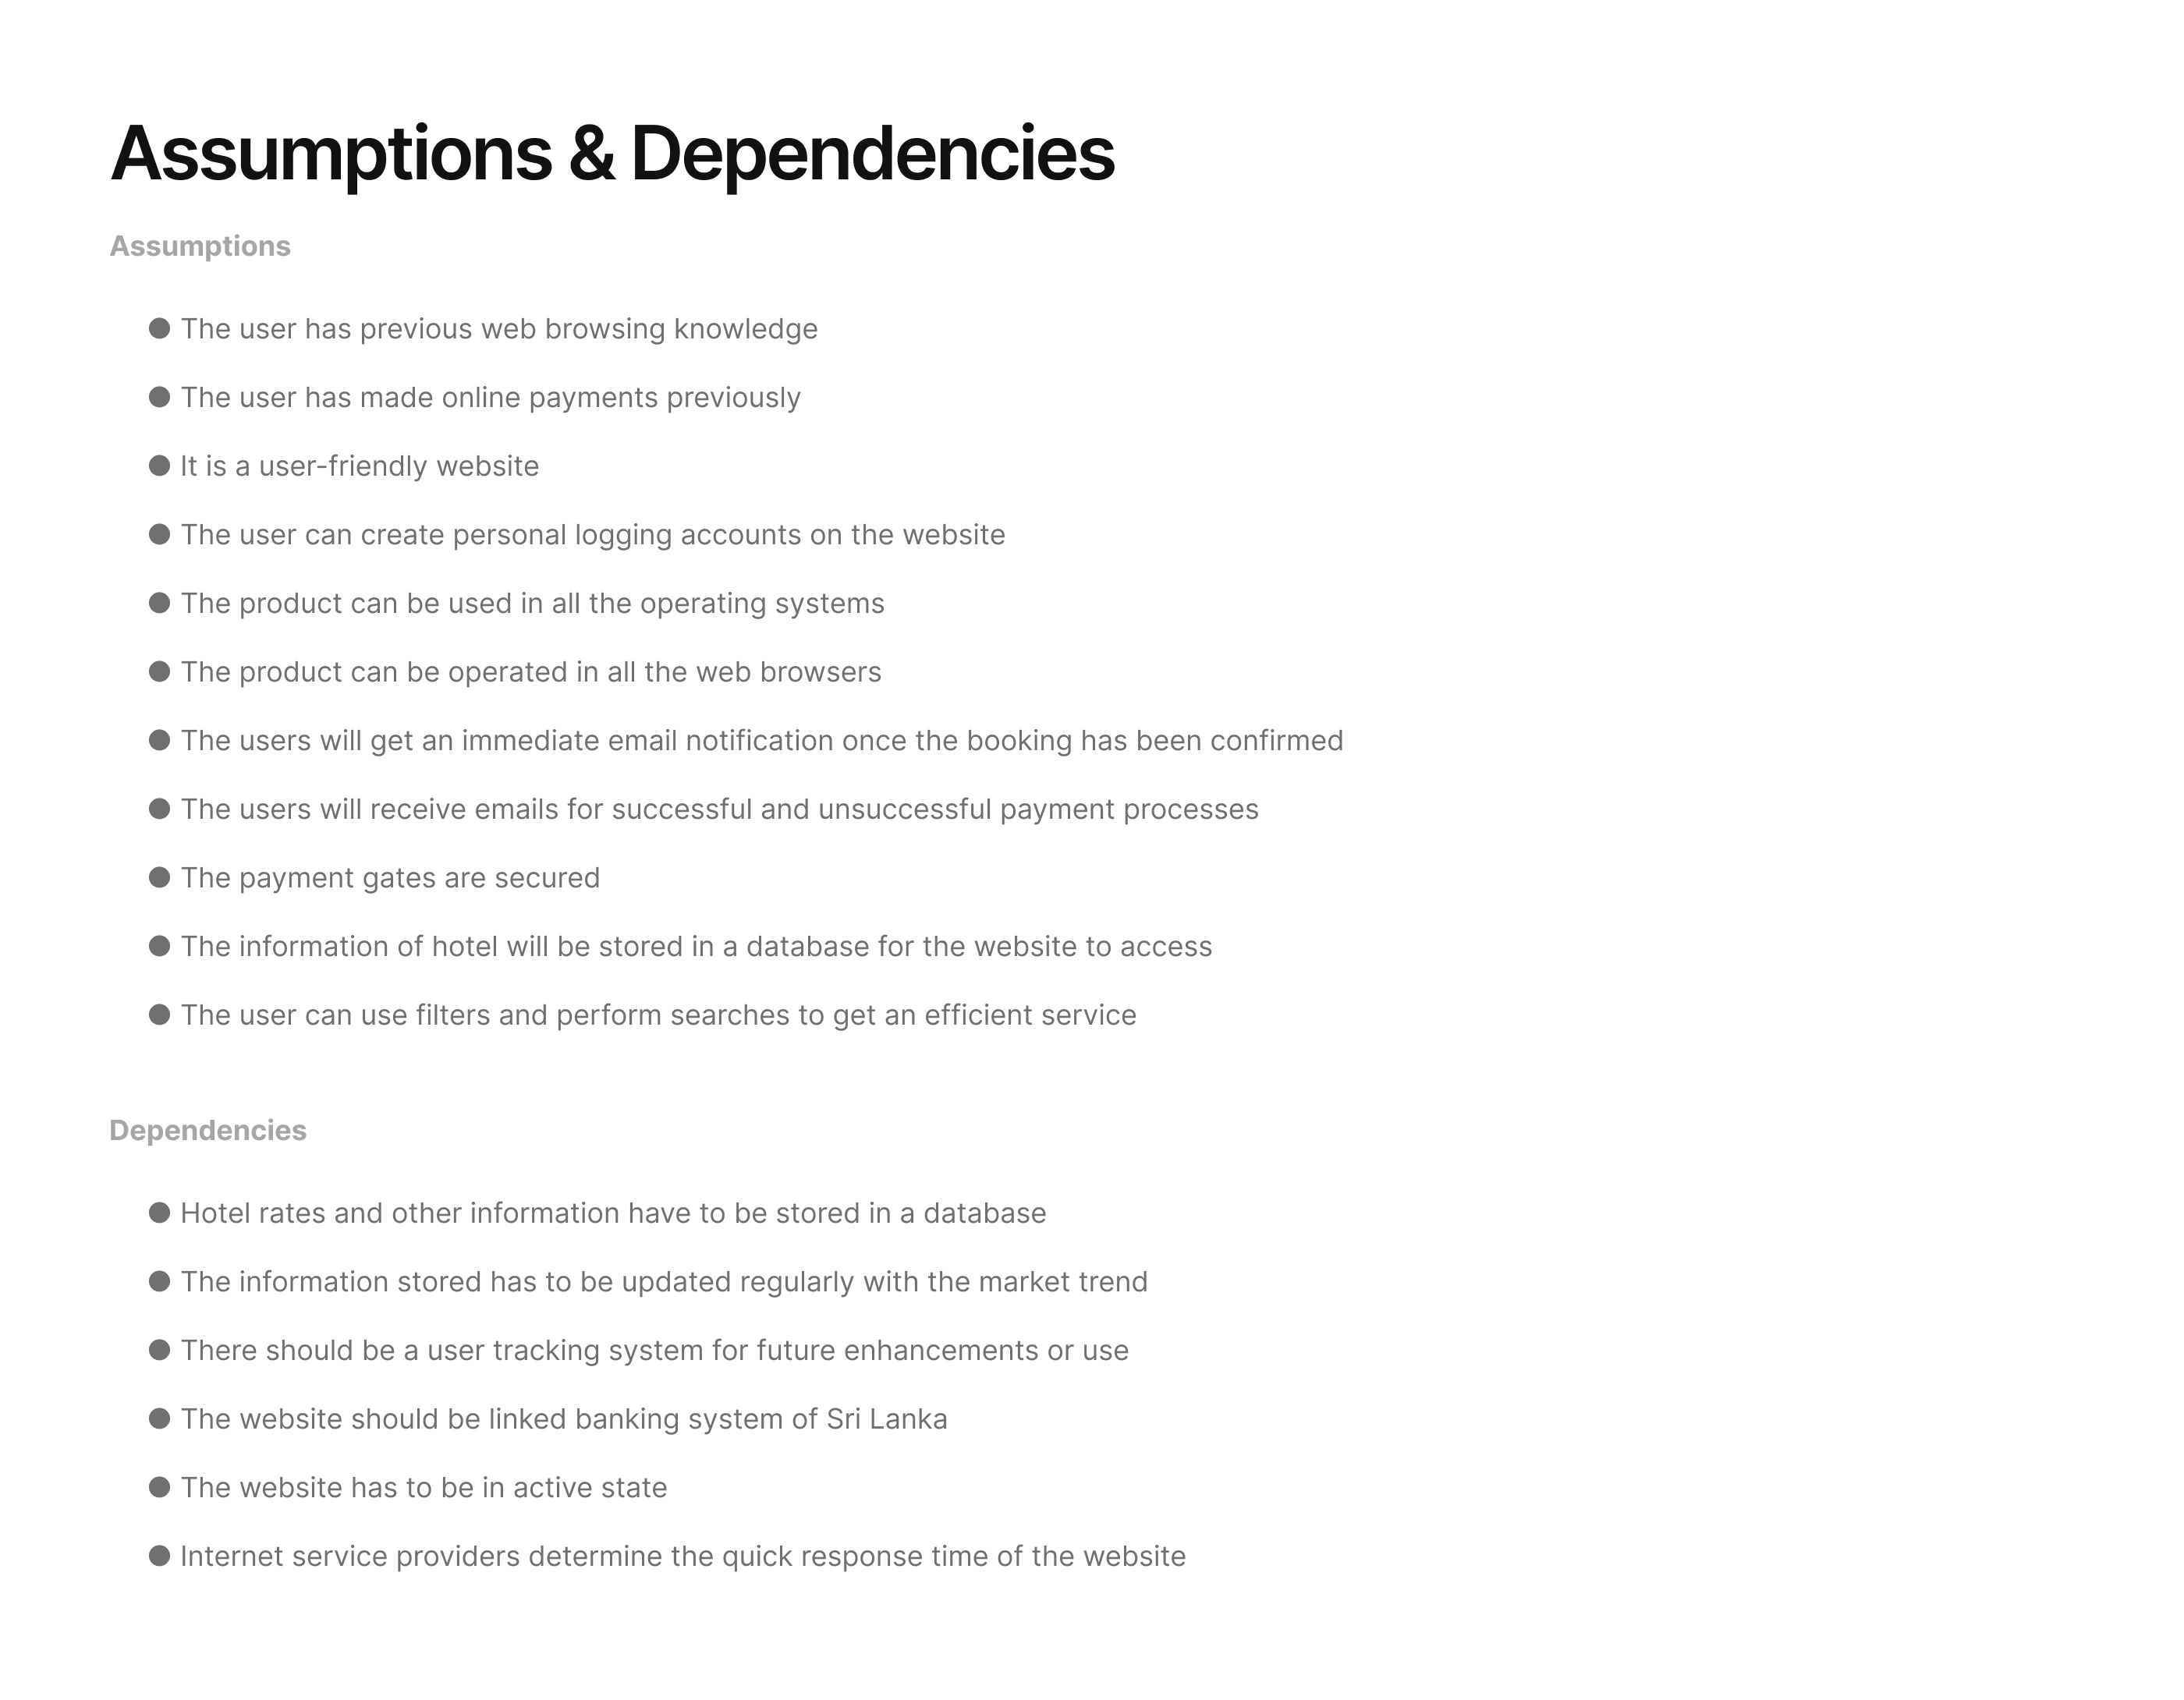 Assumptions & Dependencies
Assumptions
● The user has previous web browsing knowledge
● The user has made online payments previously
● It is a user-friendly website
● The user can create personal logging accounts on the website
● The product can be used in all the operating systems
● The product can be operated in all the web browsers
● The users will get an immediate email notification once the booking has been confirmed
● The users will receive emails for successful and unsuccessful payment processes
● The payment gates are secured
● The information of hotel will be stored in a database for the website to access
● The user can use filters and perform searches to get an efficient service
Dependencies
● Hotel rates and other information have to be stored in a database
● The information stored has to be updated regularly with the market trend
● There should be a user tracking system for future enhancements or use
● The website should be linked banking system of Sri Lanka
● The website has to be in active state
● Internet service providers determine the quick response time of the website